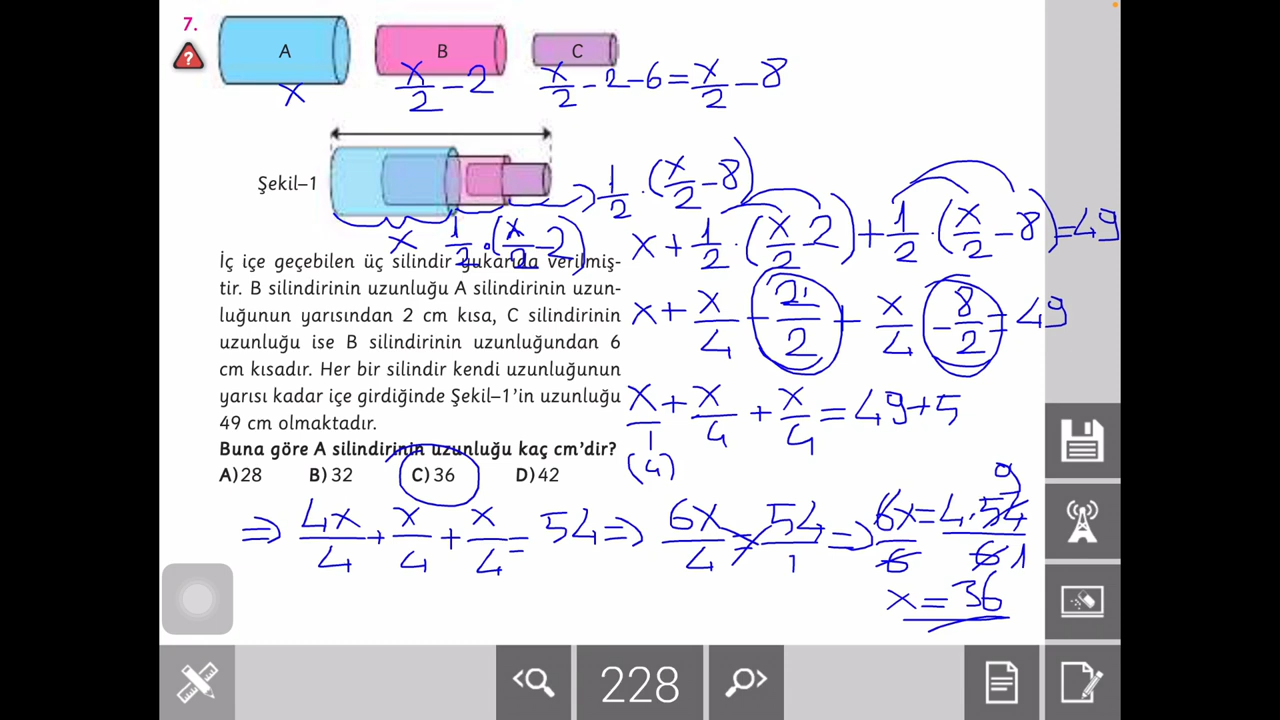 7.
?
A
B
C
x
x/2 - 2
x/2 - 2 - 6 = x/2 - 8
Şekil-1
1/2 · (x/2 - 8)
x
1/2 · (x/2 - 2)
x + 1/2 · (x/2 - 2) + 1/2 · (x/2 - 8) = 49
x + x/4 - 2/2 + x/4 - 8/2 = 49
x/1 + x/4 + x/4 = 49 + 5
(4)
İç içe geçebilen üç silindir yukarıda verilmiş-
tir. B silindirinin uzunluğu A silindirinin uzun-
luğunun yarısından 2 cm kısa, C silindirinin
uzunluğu ise B silindirinin uzunluğundan 6
cm kısadır. Her bir silindir kendi uzunluğunun
yarısı kadar içe girdiğinde Şekil-1'in uzunluğu
49 cm olmaktadır.
Buna göre A silindirinin uzunluğu kaç cm'dir?
A) 28 B) 32 C) 36 D) 42
⇒ 4x/4 + x/4 + x/4 = 54 ⇒ 6x/4 = 54/1 ⇒ 6x/6 = 4·54/6 9 1
x = 36
228